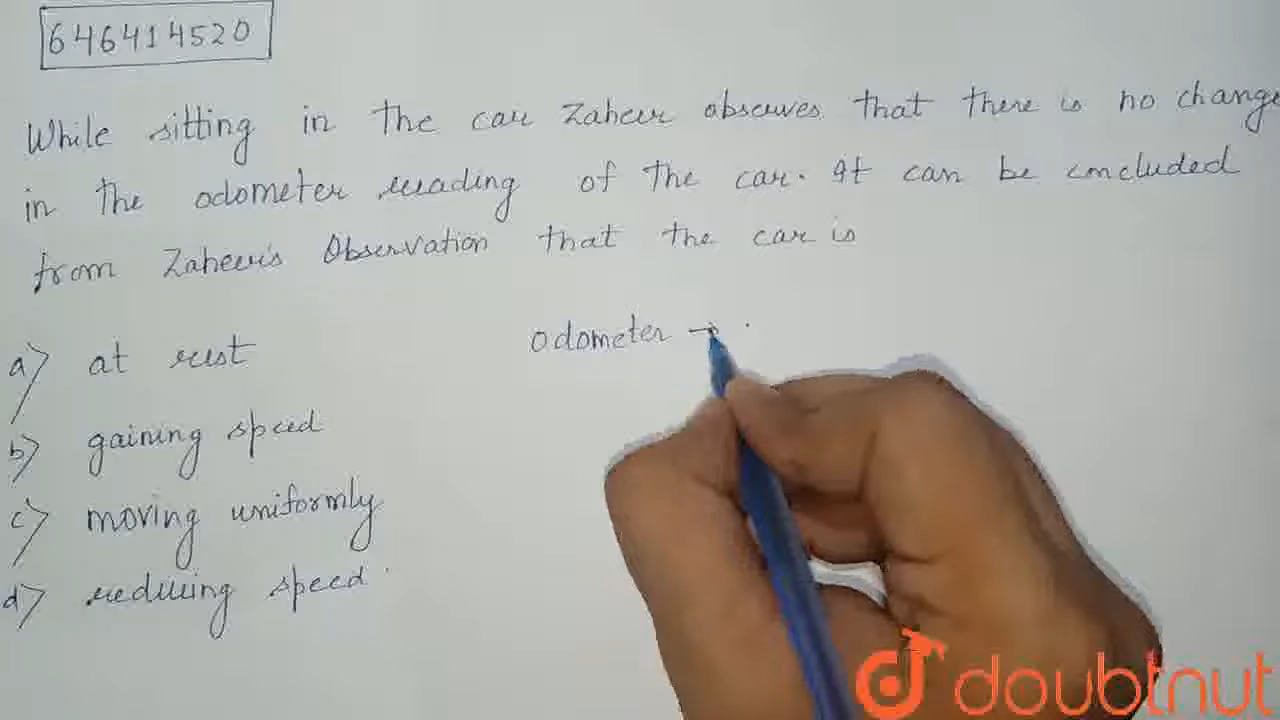 646414520
While sitting in the car Zaheer observes that there is no change
in the odometer reading of the car. It can be concluded
from Zaheer's Observation that the car is
a) at rest
odometer →
b) gaining speed
c) moving uniformly
d) reducing speed.
doubtnut